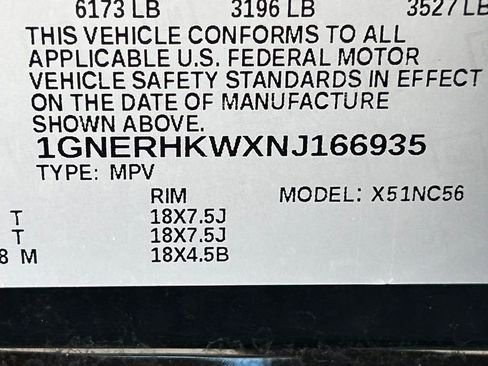 6173 LB 3196 LB 3527 LB
THIS VEHICLE CONFORMS TO ALL
APPLICABLE U.S. FEDERAL MOTOR
VEHICLE SAFETY STANDARDS IN EFFECT
ON THE DATE OF MANUFACTURE
SHOWN ABOVE.
1GNERHKWXNJ166935
TYPE: MPV
RIM MODEL: X51NC56
T 18X7.5J
T 18X7.5J
8 M 18X4.5B